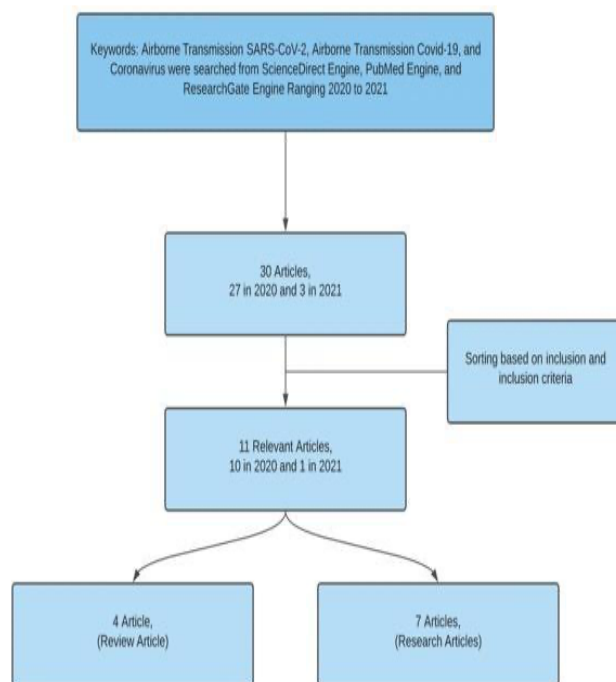 Keywords: Airborne Transmission SARS-CoV-2, Airborne Transmission Covid-19, and
Coronavirus were searched from ScienceDirect Engine, PubMed Engine, and
ResearchGate Engine Ranging 2020 to 2021
30 Articles,
27 in 2020 and 3 in 2021
Sorting based on inclusion and
inclusion criteria
11 Relevant Articles,
10 in 2020 and 1 in 2021
4 Article,
(Review Article)
7 Articles,
(Research Articles)